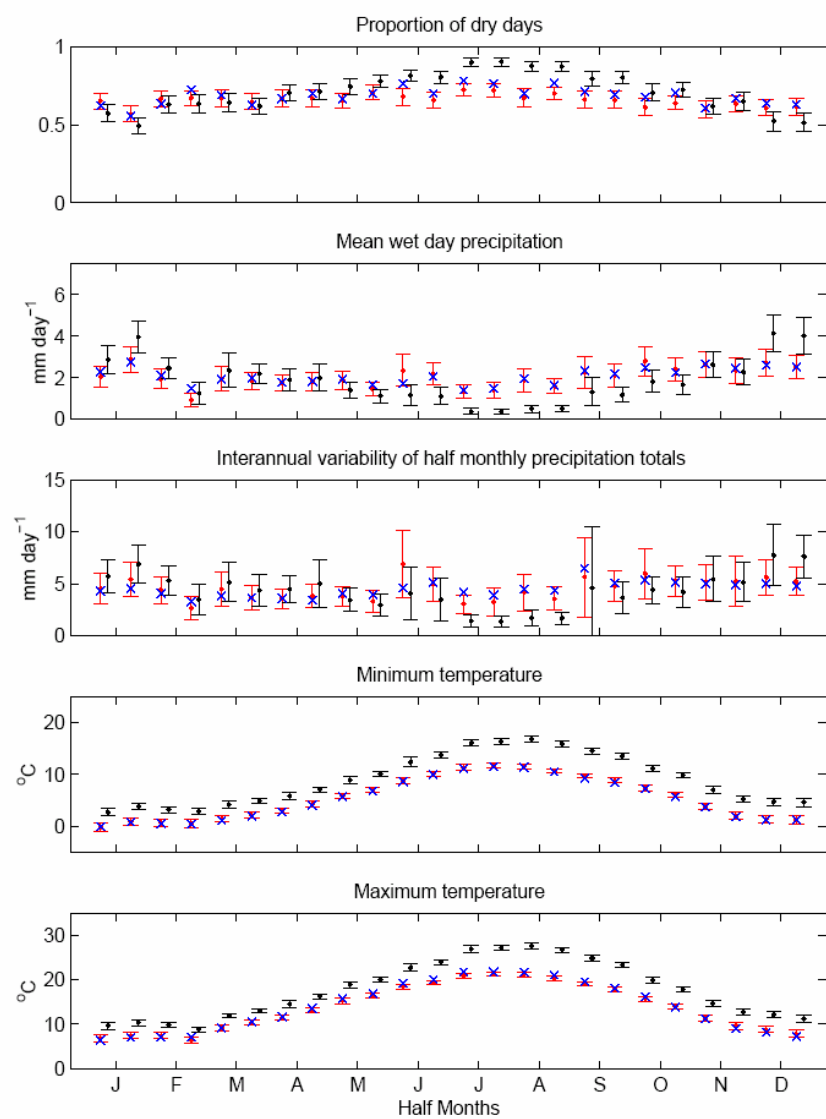 Proportion of dry days
1
0.5
0
Mean wet day precipitation
6
4
2
0
mm day⁻¹
Interannual variability of half monthly precipitation totals
15
10
5
0
mm day⁻¹
Minimum temperature
20
10
0
°C
Maximum temperature
30
20
10
0
°C
J F M A M J J A S O N D
Half Months